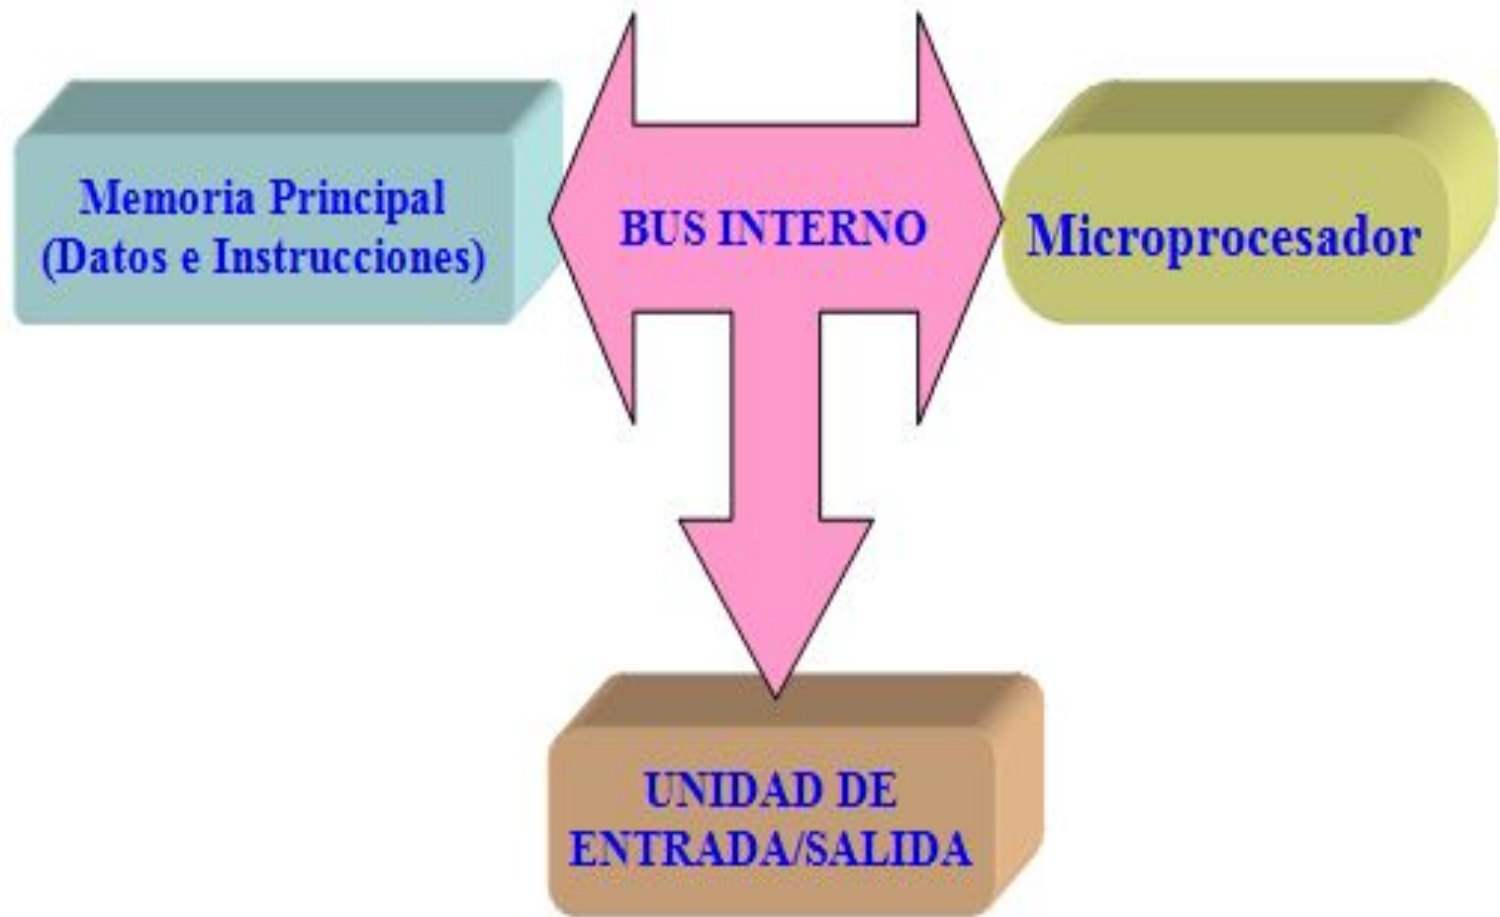 Memoria Principal
(Datos e Instrucciones)
BUS INTERNO
Microprocesador
UNIDAD DE
ENTRADA/SALIDA